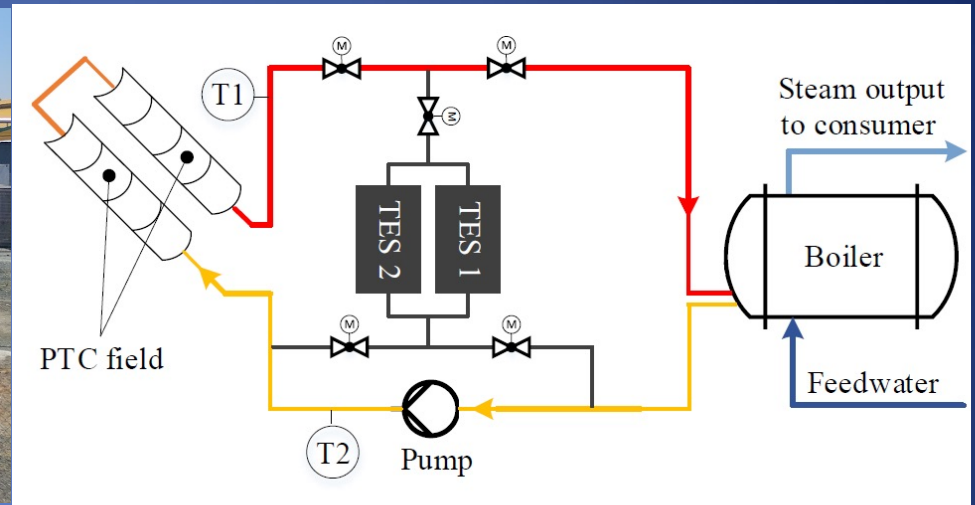 M
M
T1
M
Steam output
to consumer
TES 2
TES 1
Boiler
M
M
PTC field
Feedwater
T2
Pump